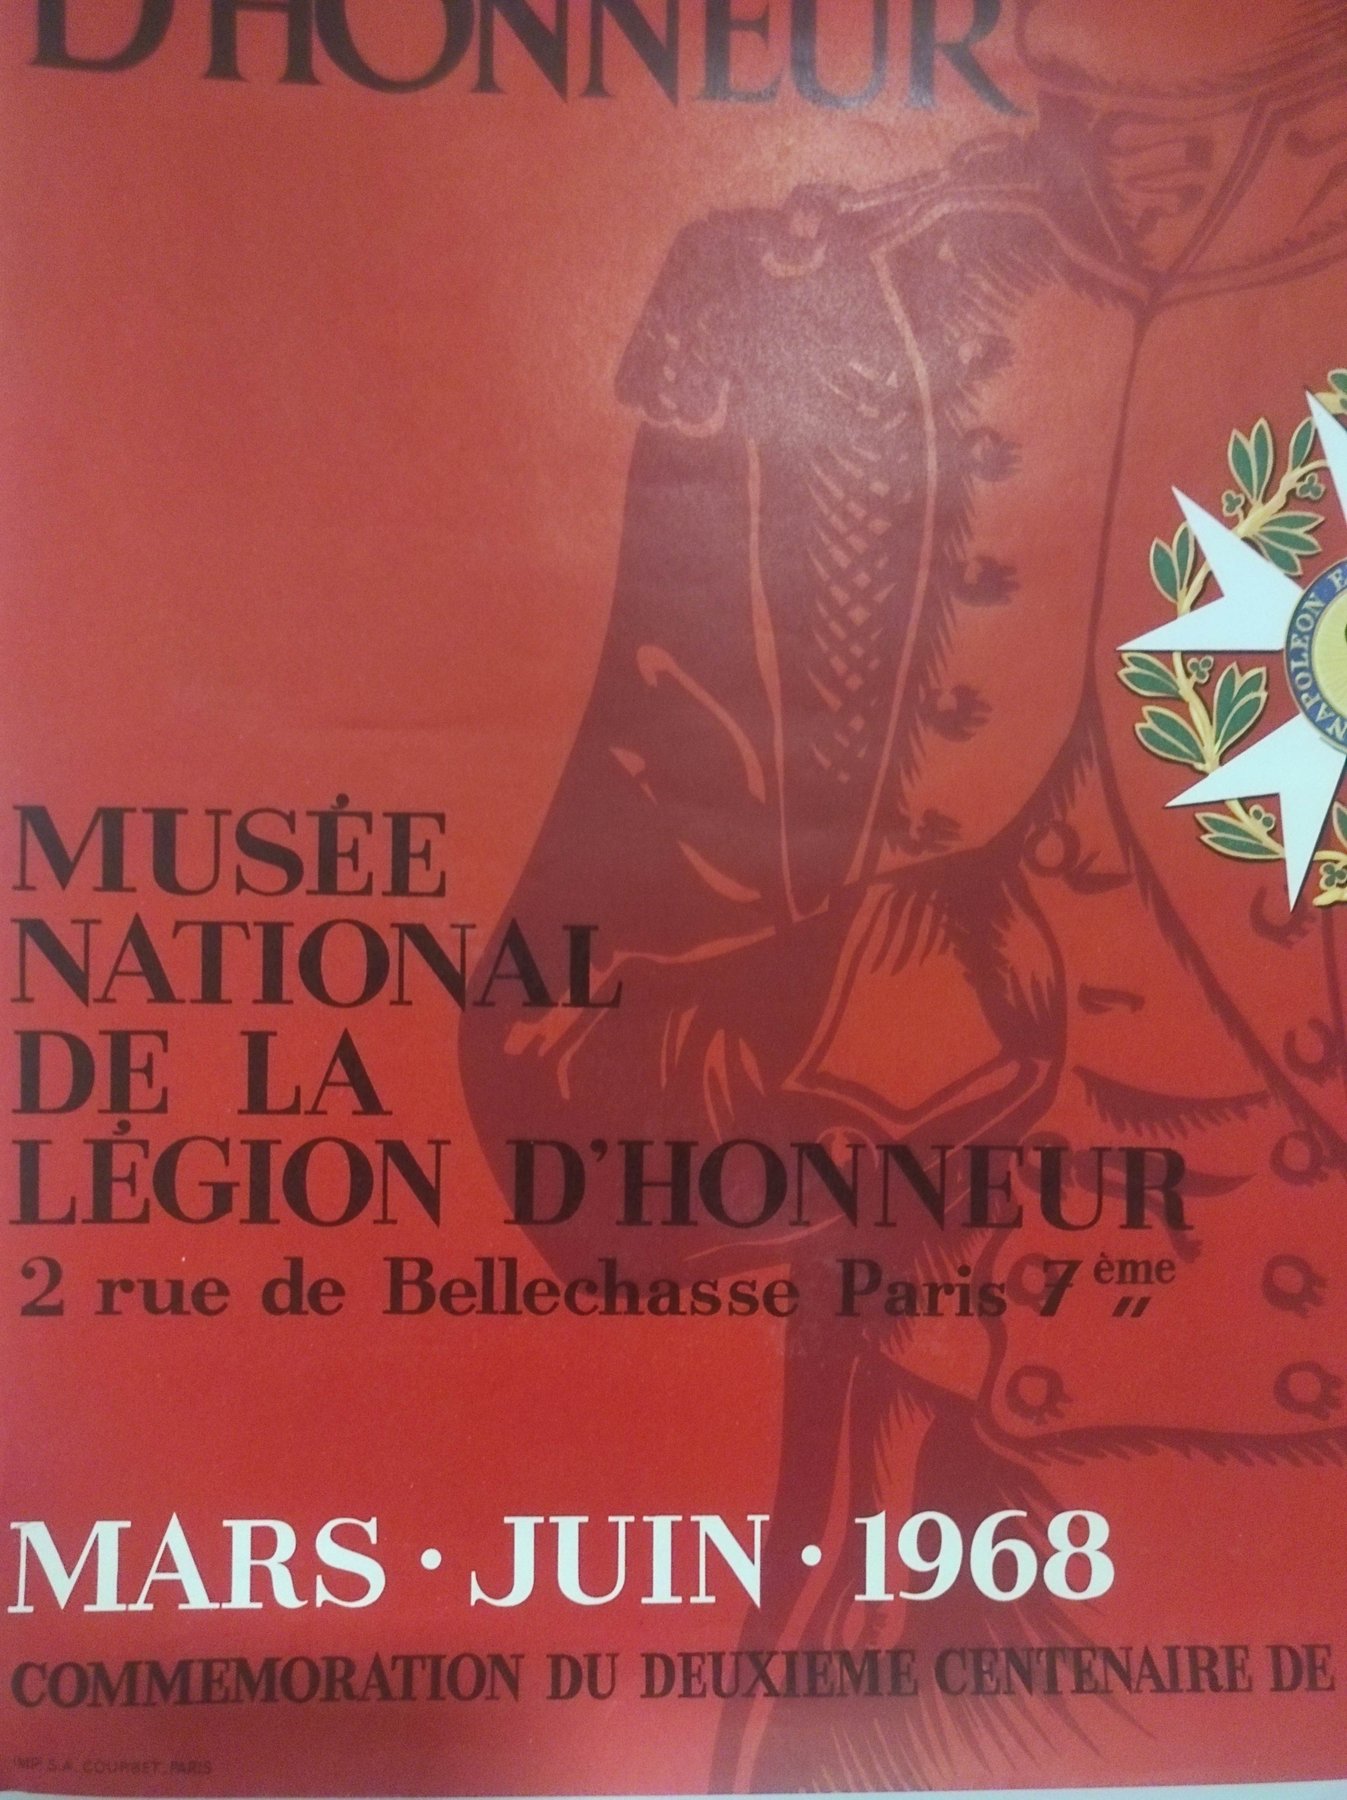 D'HONNEUR
NAPOLEON E
MUSÉE
NATIONAL
DE LA
LÉGION D'HONNEUR
2 rue de Bellechasse Paris 7ème
MARS · JUIN · 1968
COMMEMORATION DU DEUXIEME CENTENAIRE DE
IMP. S.A. COURBET. PARIS